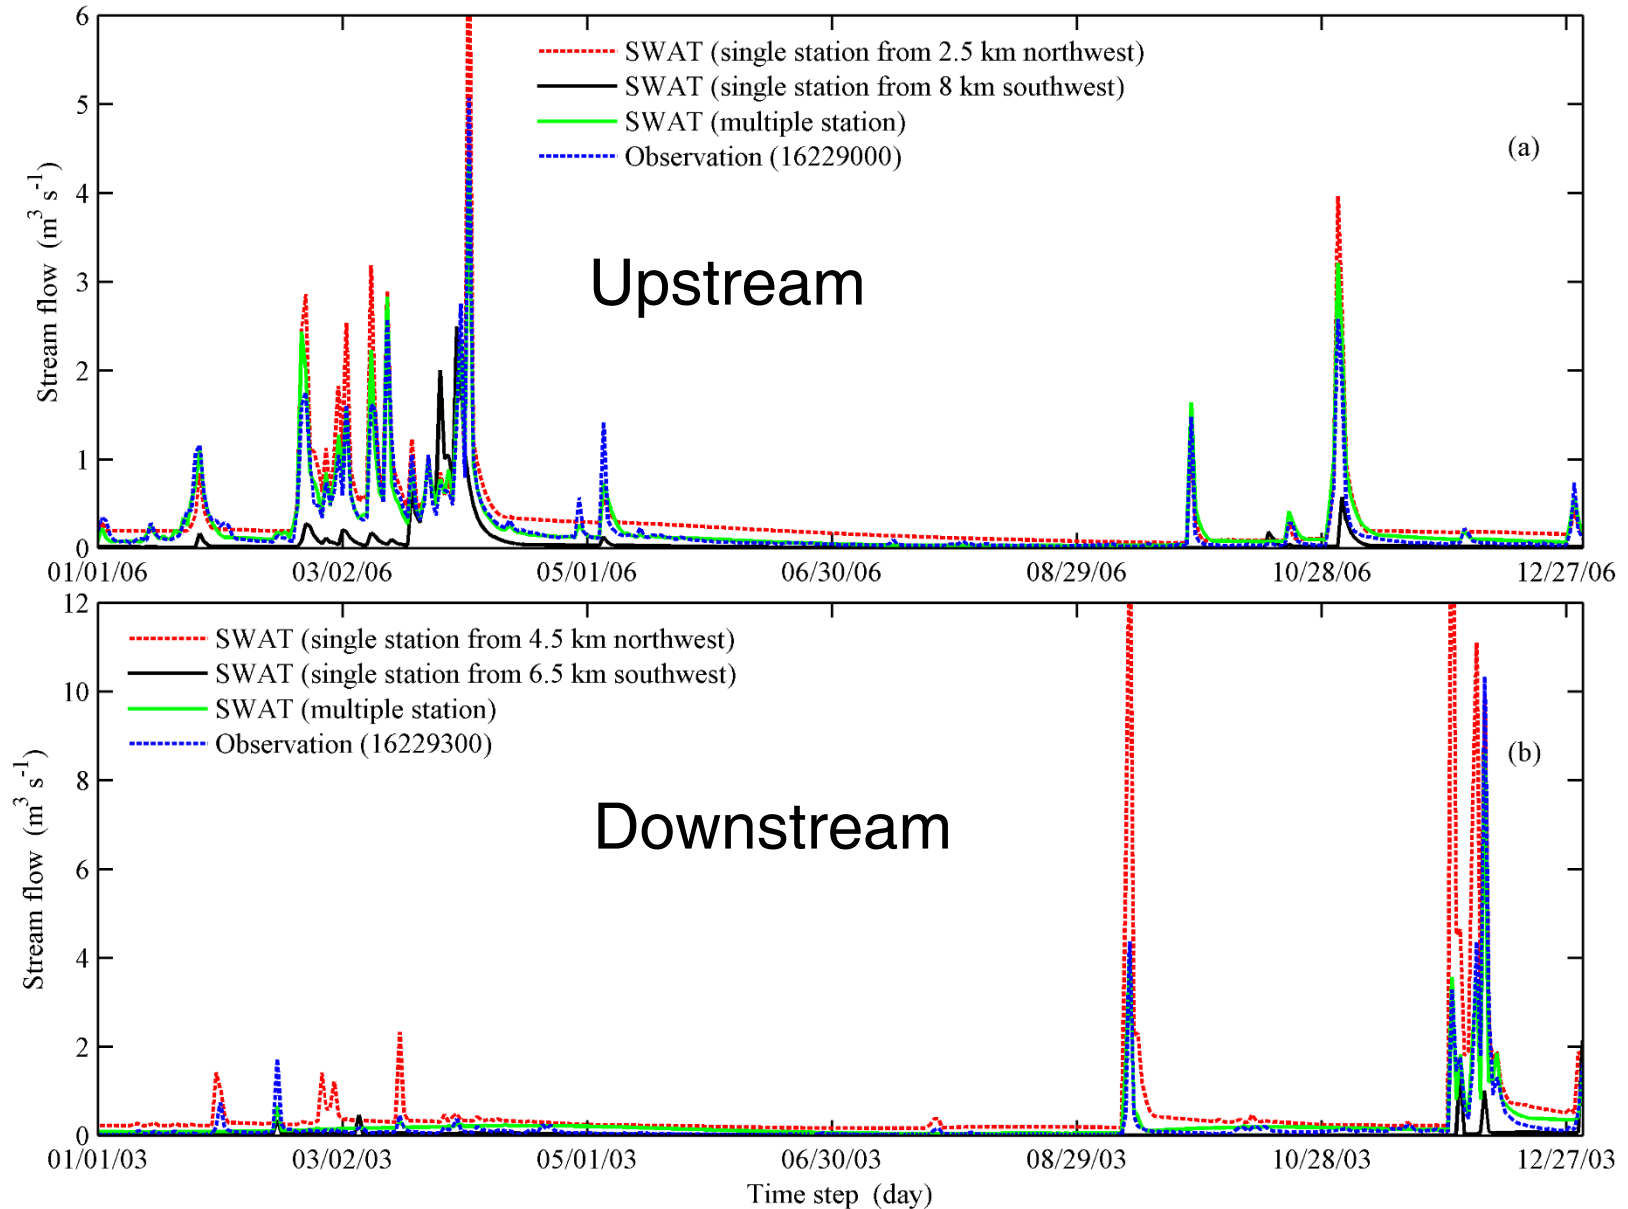 6
5
4
3
2
1
0
Stream flow (m³ s⁻¹)
SWAT (single station from 2.5 km northwest)
SWAT (single station from 8 km southwest)
SWAT (multiple station)
Observation (16229000)
(a)
Upstream
01/01/06 03/02/06 05/01/06 06/30/06 08/29/06 10/28/06 12/27/06
12
10
8
6
4
2
0
Stream flow (m³ s⁻¹)
SWAT (single station from 4.5 km northwest)
SWAT (single station from 6.5 km southwest)
SWAT (multiple station)
Observation (16229300)
(b)
Downstream
01/01/03 03/02/03 05/01/03 06/30/03 08/29/03 10/28/03 12/27/03
Time step (day)